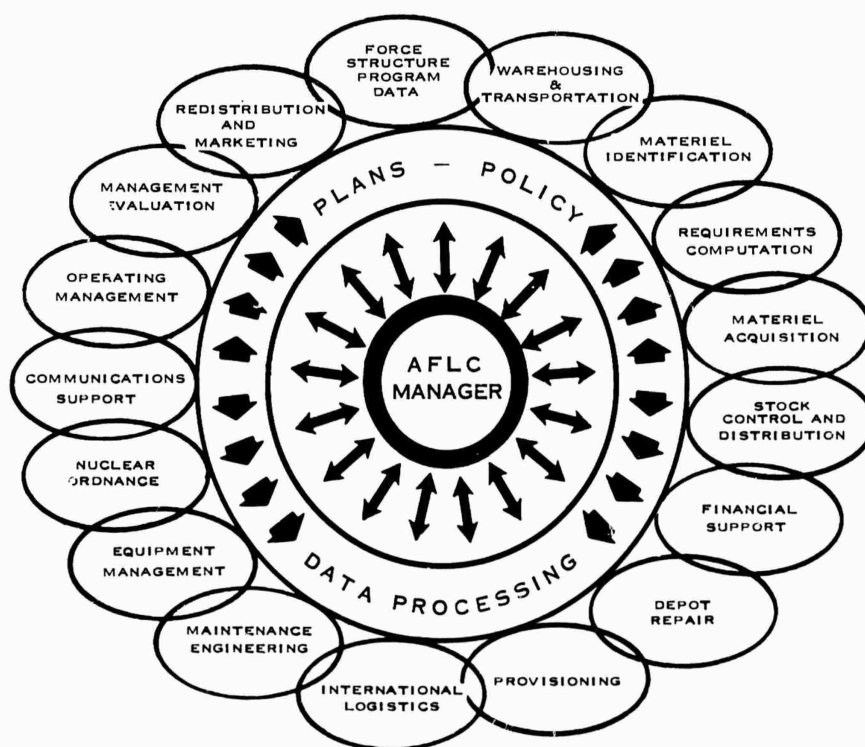 FORCE
STRUCTURE
PROGRAM
DATA
WAREHOUSING
&
TRANSPORTATION
MATERIEL
IDENTIFICATION
REQUIREMENTS
COMPUTATION
MATERIEL
ACQUISITION
STOCK
CONTROL AND
DISTRIBUTION
FINANCIAL
SUPPORT
DEPOT
REPAIR
PROVISIONING
INTERNATIONAL
LOGISTICS
MAINTENANCE
ENGINEERING
EQUIPMENT
MANAGEMENT
NUCLEAR
ORDNANCE
COMMUNICATIONS
SUPPORT
OPERATING
MANAGEMENT
MANAGEMENT
EVALUATION
REDISTRIBUTION
AND
MARKETING
PLANS - POLICY
AFLC
MANAGER
DATA PROCESSING